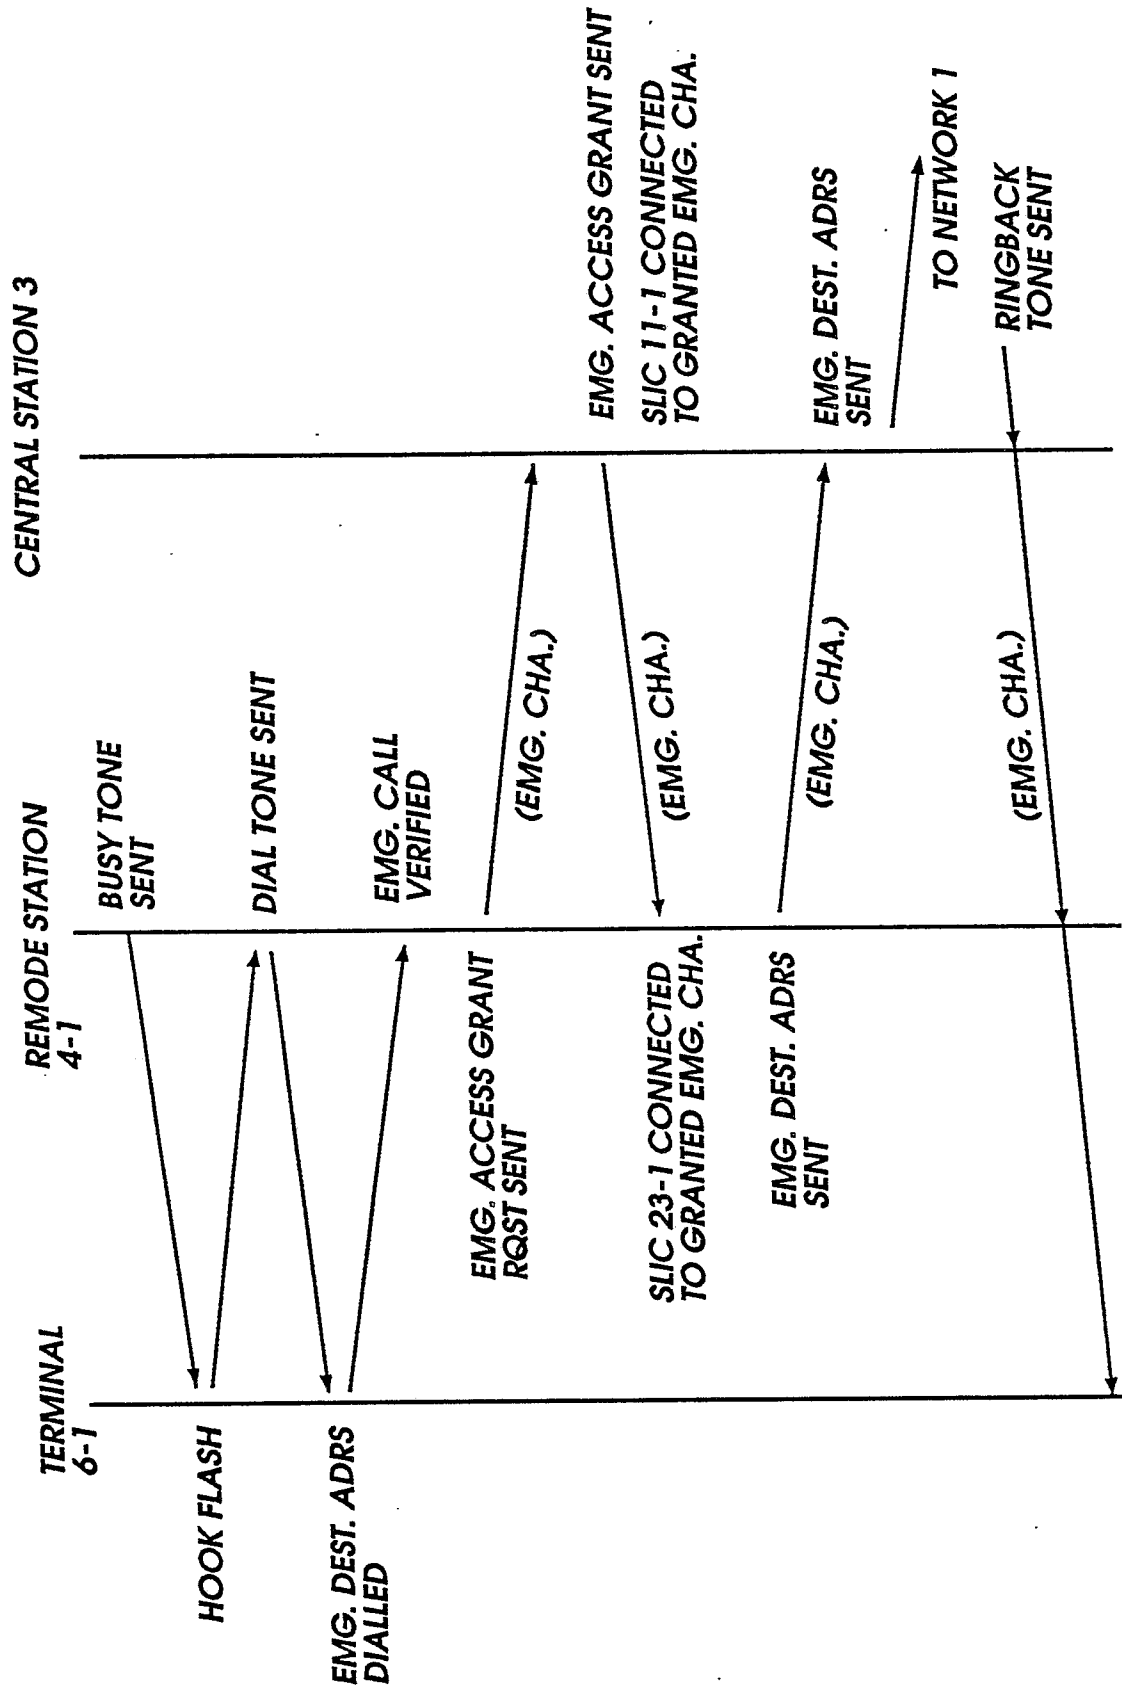 TERMINAL
6-1
REMODE STATION
4-1
CENTRAL STATION 3
BUSY TONE
SENT
HOOK FLASH
DIAL TONE SENT
EMG. DEST. ADRS
DIALLED
EMG. CALL
VERIFIED
EMG. ACCESS GRANT
RQST SENT
(EMG. CHA.)
EMG. ACCESS GRANT SENT
SLIC 11-1 CONNECTED
TO GRANTED EMG. CHA.
(EMG. CHA.)
SLIC 23-1 CONNECTED
TO GRANTED EMG. CHA.
EMG. DEST. ADRS
SENT
(EMG. CHA.)
EMG. DEST. ADRS
SENT
TO NETWORK 1
RINGBACK
TONE SENT
(EMG. CHA.)